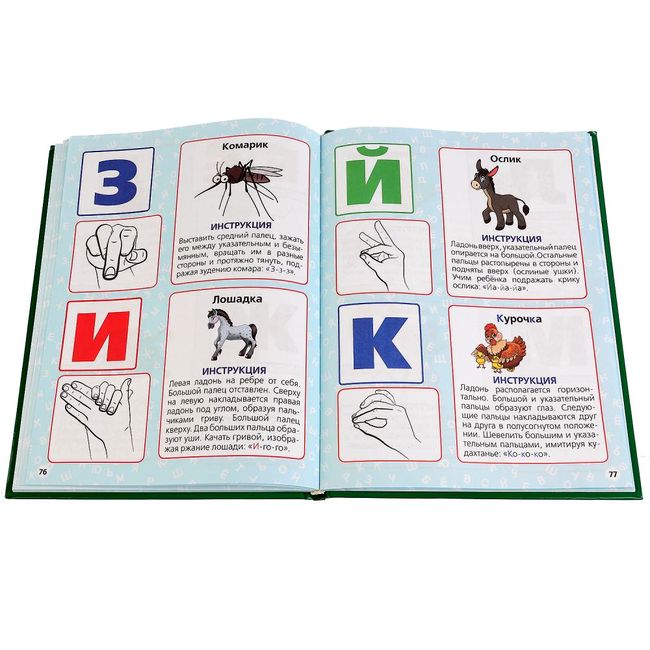 З
Комарик
ИНСТРУКЦИЯ
Выставить средний палец, зажать
его между указательным и безы-
мянным, вращать им в разные
стороны и протяжно тянуть, под-
ражая зудению комара: «З-з-з».
И
Лошадка
ИНСТРУКЦИЯ
Левая ладонь на ребре от себя.
Большой палец отставлен. Сверху
на левую накладывается правая
ладонь под углом, образуя пальц-
чиками гриву. Большой палец
кверху. Два больших пальца обра-
зуют уши. Качать гривой, изобра-
жая ржание лошади: «И-го-го».
76
Й
Ослик
ИНСТРУКЦИЯ
Ладонь вверх, указательный палец
опирается на большой. Остальные
пальцы растопырены в стороны и
подняты вверх (ослиные ушки).
Учим ребёнка подражать крику
ослика: «Йа-йа-йа».
К
Курочка
ИНСТРУКЦИЯ
Ладонь располагается горизон-
тально. Большой и указательный
пальцы образуют глаз. Следую-
щие пальцы накладываются друг
на друга в полусогнутом положе-
нии. Шевелить большим и указа-
тельным пальцами, имитируя ку-
дахтанье: «Ко-ко-ко».
77